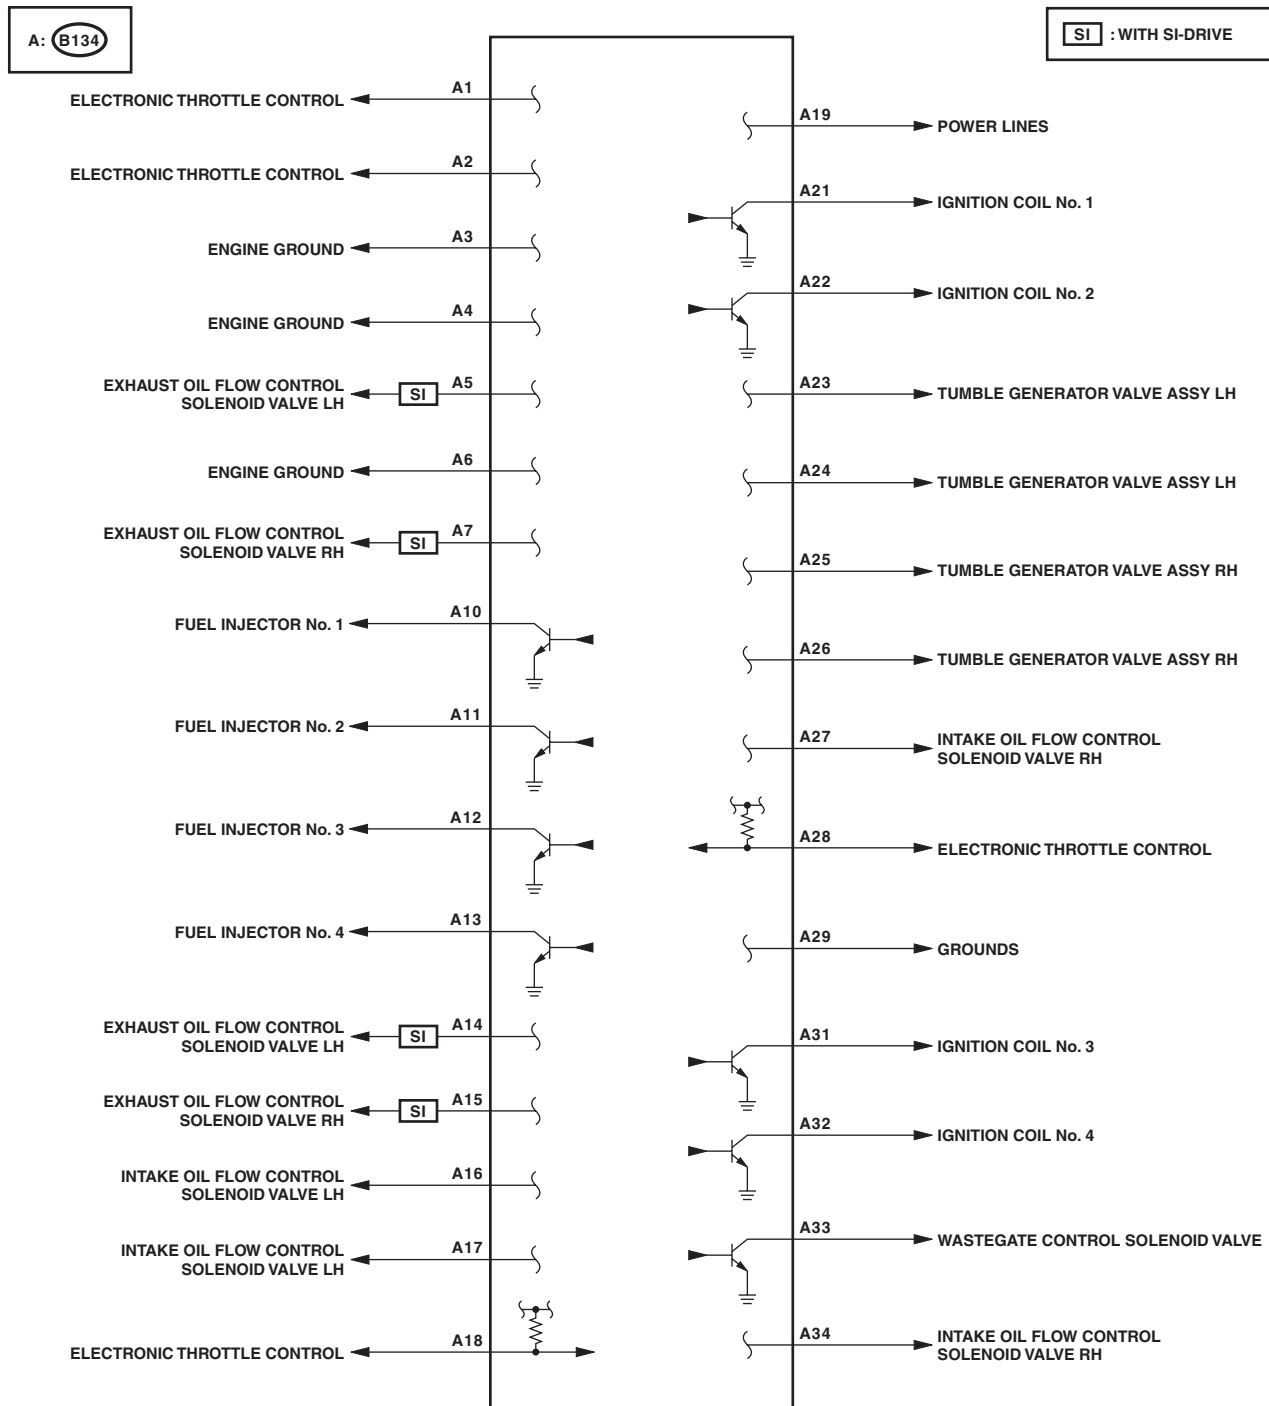 A: B134
SI : WITH SI-DRIVE
A1
ELECTRONIC THROTTLE CONTROL
A2
ELECTRONIC THROTTLE CONTROL
A3
ENGINE GROUND
A4
ENGINE GROUND
A5
EXHAUST OIL FLOW CONTROL
SOLENOID VALVE LH
SI
A6
ENGINE GROUND
A7
EXHAUST OIL FLOW CONTROL
SOLENOID VALVE RH
SI
A10
FUEL INJECTOR No. 1
A11
FUEL INJECTOR No. 2
A12
FUEL INJECTOR No. 3
A13
FUEL INJECTOR No. 4
A14
EXHAUST OIL FLOW CONTROL
SOLENOID VALVE LH
SI
A15
EXHAUST OIL FLOW CONTROL
SOLENOID VALVE RH
SI
A16
INTAKE OIL FLOW CONTROL
SOLENOID VALVE LH
A17
INTAKE OIL FLOW CONTROL
SOLENOID VALVE LH
A18
ELECTRONIC THROTTLE CONTROL
A19
POWER LINES
A21
IGNITION COIL No. 1
A22
IGNITION COIL No. 2
A23
TUMBLE GENERATOR VALVE ASSY LH
A24
TUMBLE GENERATOR VALVE ASSY LH
A25
TUMBLE GENERATOR VALVE ASSY RH
A26
TUMBLE GENERATOR VALVE ASSY RH
A27
INTAKE OIL FLOW CONTROL
SOLENOID VALVE RH
A28
ELECTRONIC THROTTLE CONTROL
A29
GROUNDS
A31
IGNITION COIL No. 3
A32
IGNITION COIL No. 4
A33
WASTEGATE CONTROL SOLENOID VALVE
A34
INTAKE OIL FLOW CONTROL
SOLENOID VALVE RH